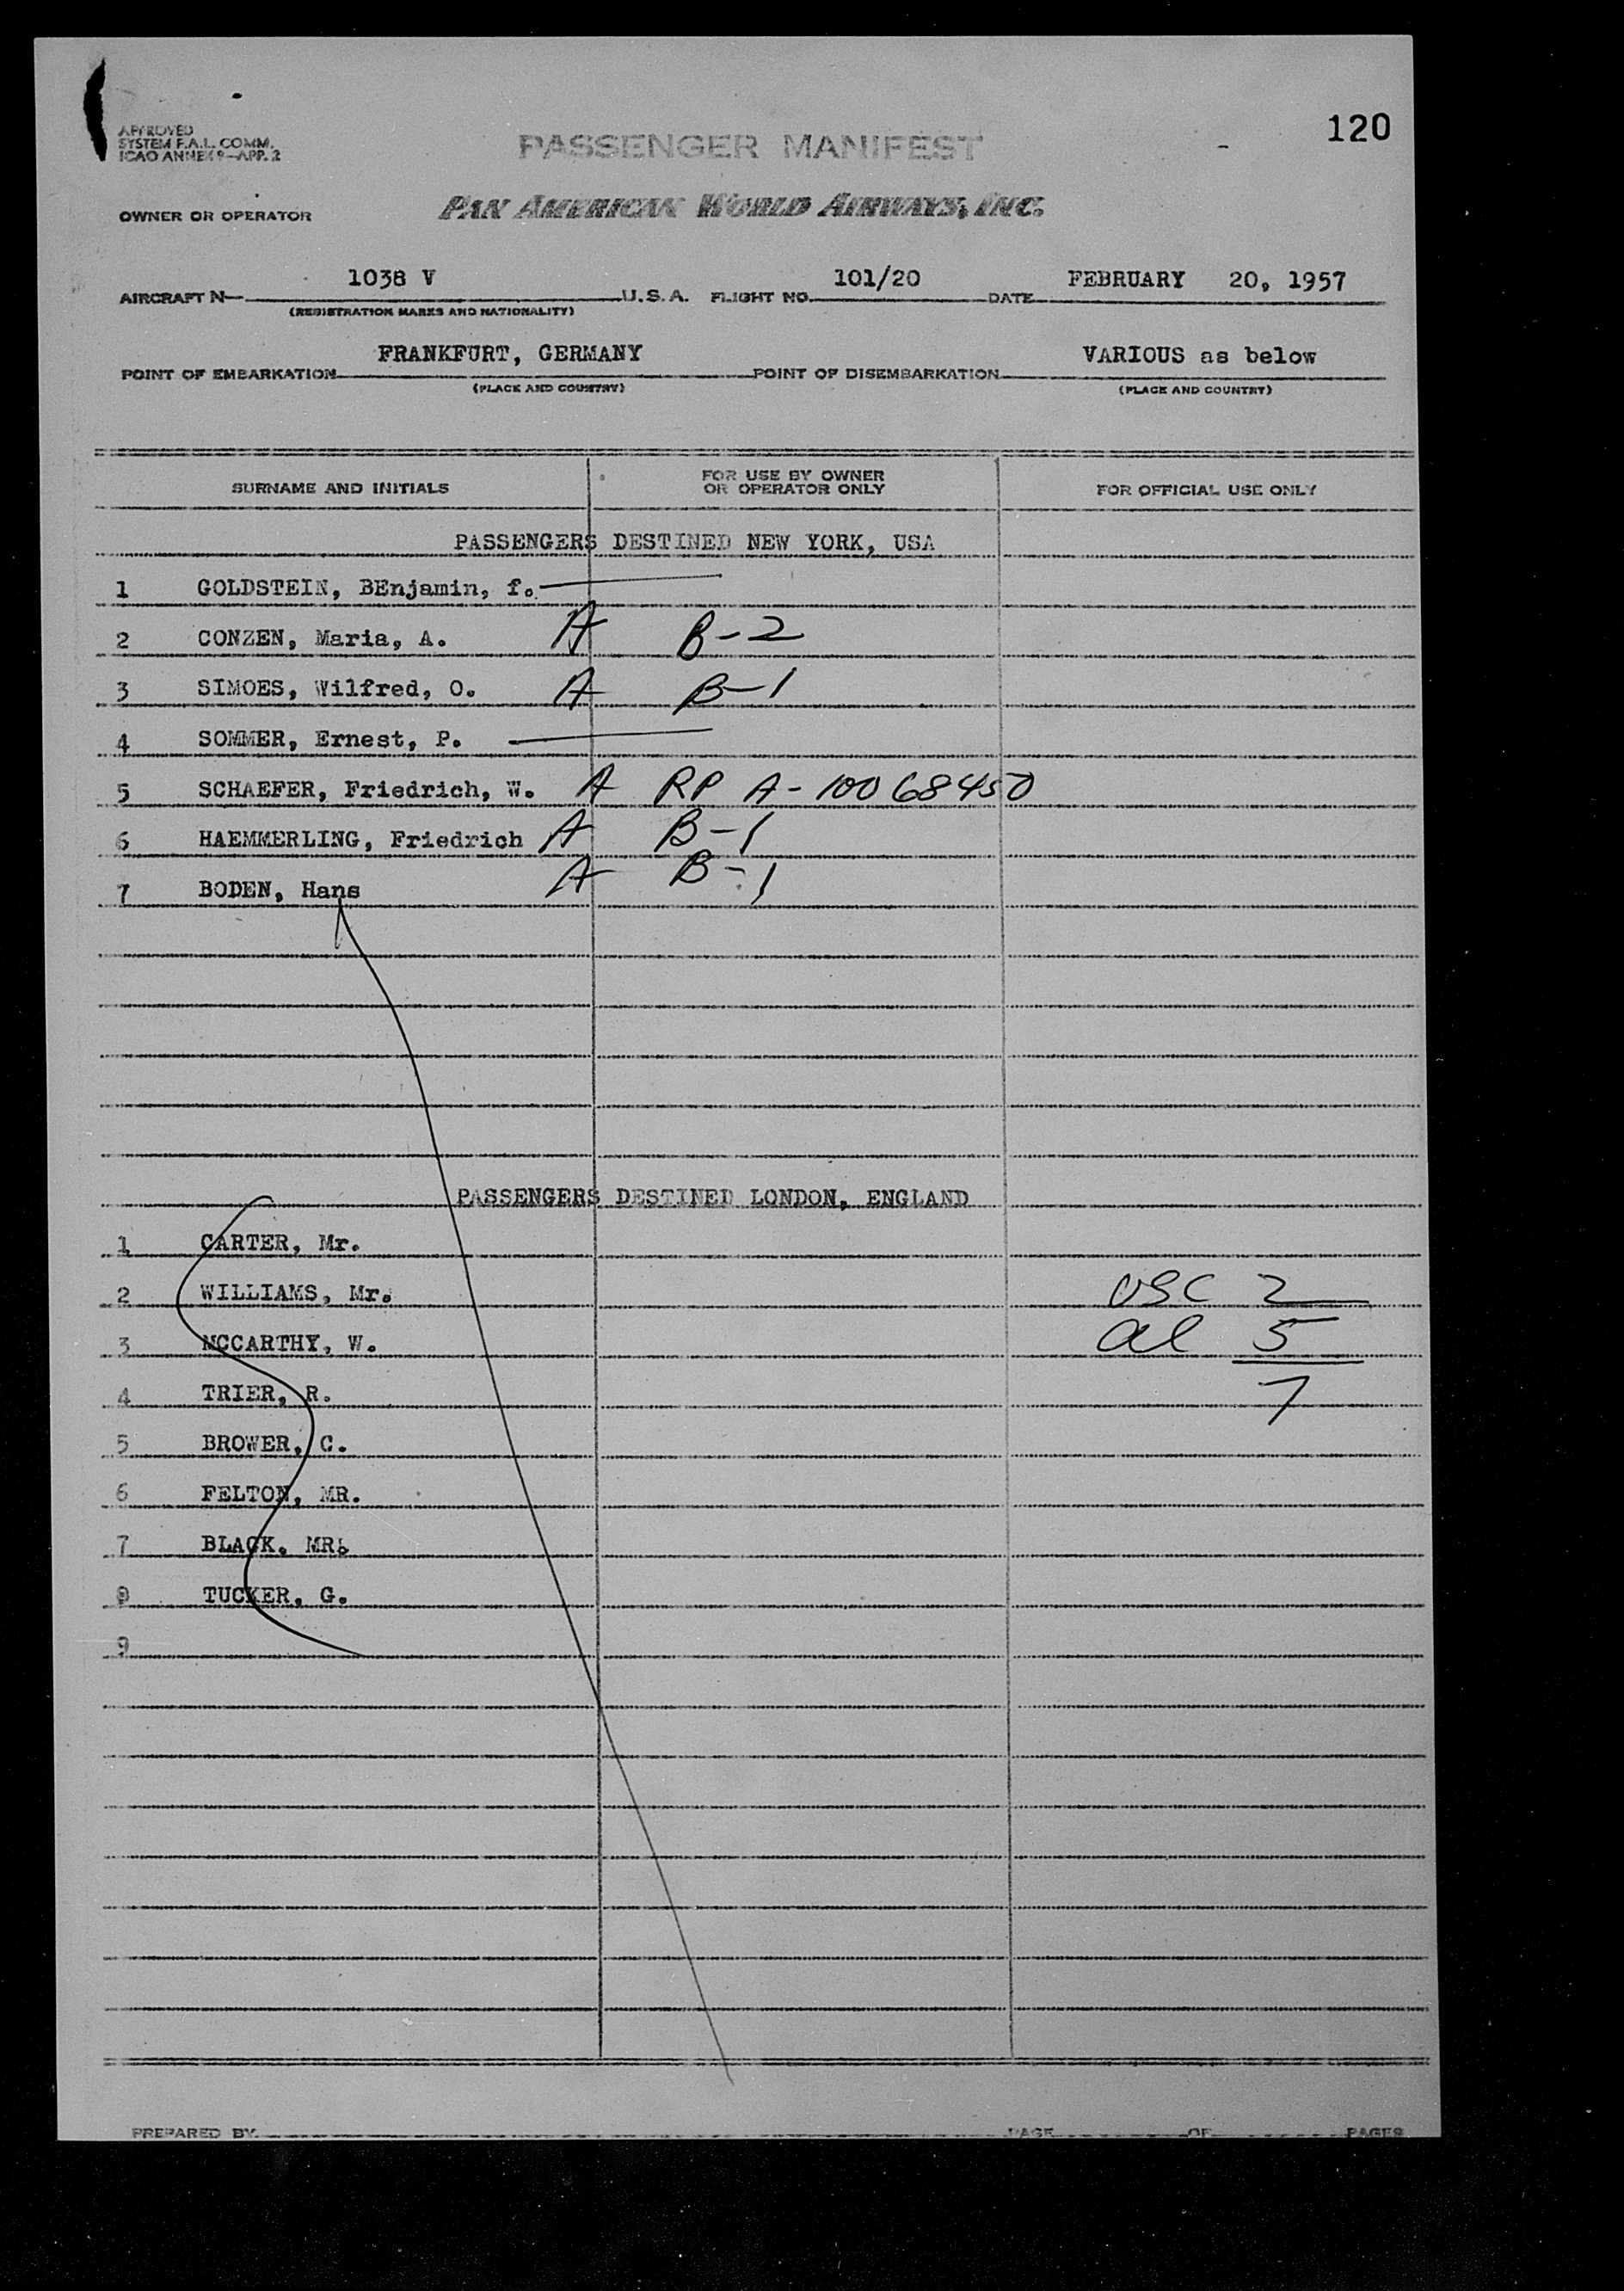 120
APPROVED
SYSTEM F.A.L. COMM.
ICAO ANNEX 9—APP. 2
PASSENGER MANIFEST
OWNER OR OPERATOR PAN AMERICAN WORLD AIRWAYS, INC.
AIRCRAFT N— 1038 V U.S.A. FLIGHT NO. 101/20 DATE FEBRUARY 20, 1957
(REGISTRATION MARKS AND NATIONALITY)
POINT OF EMBARKATION FRANKFURT, GERMANY POINT OF DISEMBARKATION VARIOUS as below
(PLACE AND COUNTRY) (PLACE AND COUNTRY)
SURNAME AND INITIALS FOR USE BY OWNER OR OPERATOR ONLY FOR OFFICIAL USE ONLY
PASSENGERS DESTINED NEW YORK, USA
1 GOLDSTEIN, BEnjamin, f.
2 CONZEN, Maria, A. A B-2
3 SIMOES, Wilfred, O. A B-1
4 SOMMER, Ernest, P.
5 SCHAEFER, Friedrich, W. A RP A-10068450
6 HAEMMERLING, Friedrich A B-1
7 BODEN, Hans A B-1
PASSENGERS DESTINED LONDON, ENGLAND
1 CARTER, Mr.
2 WILLIAMS, Mr. USC 2
3 MCCARTHY, W. al 5
4 TRIER, R. 7
5 BROWER, C.
6 FELTON, MR.
7 BLACK, MR.
8 TUCKER, G.
9
PREPARED BY PAGE OF PAGES